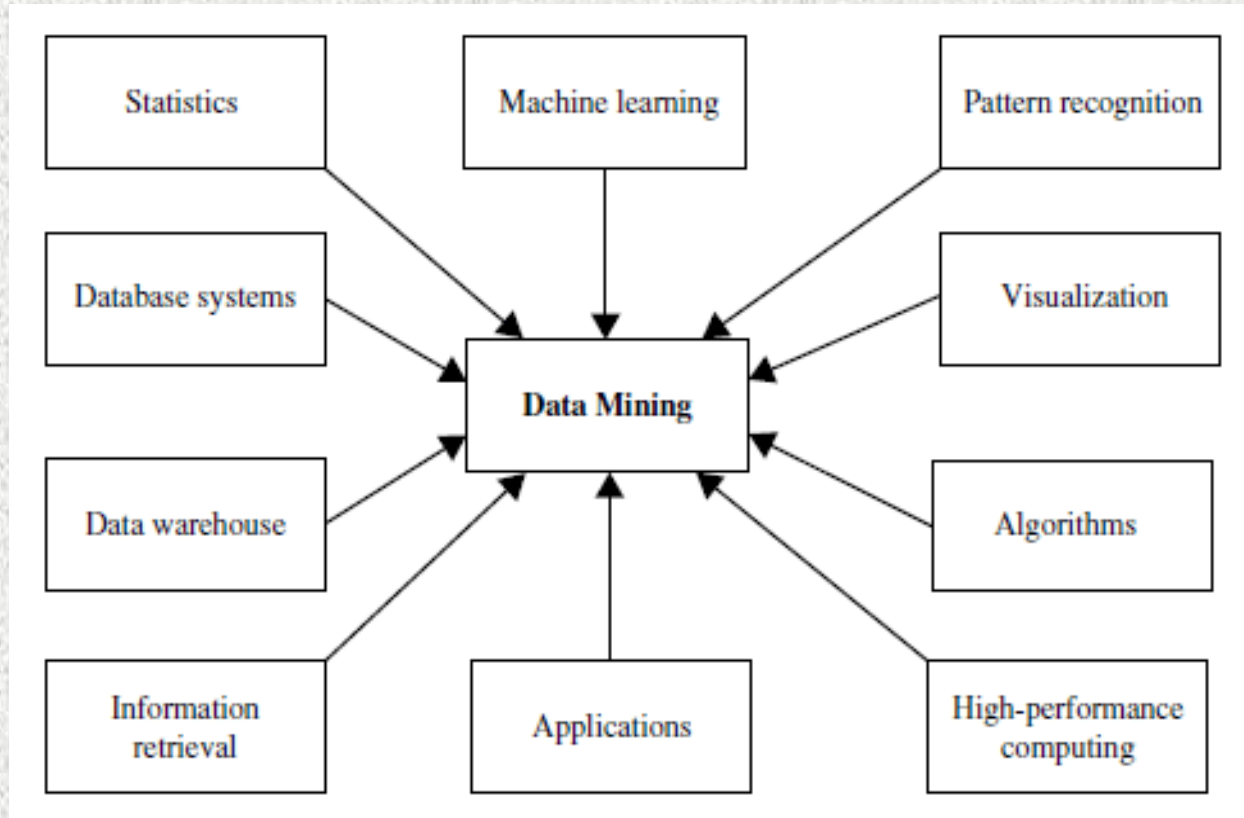 Statistics
Machine learning
Pattern recognition
Database systems
Visualization
Data Mining
Data warehouse
Algorithms
Information
retrieval
Applications
High-performance
computing